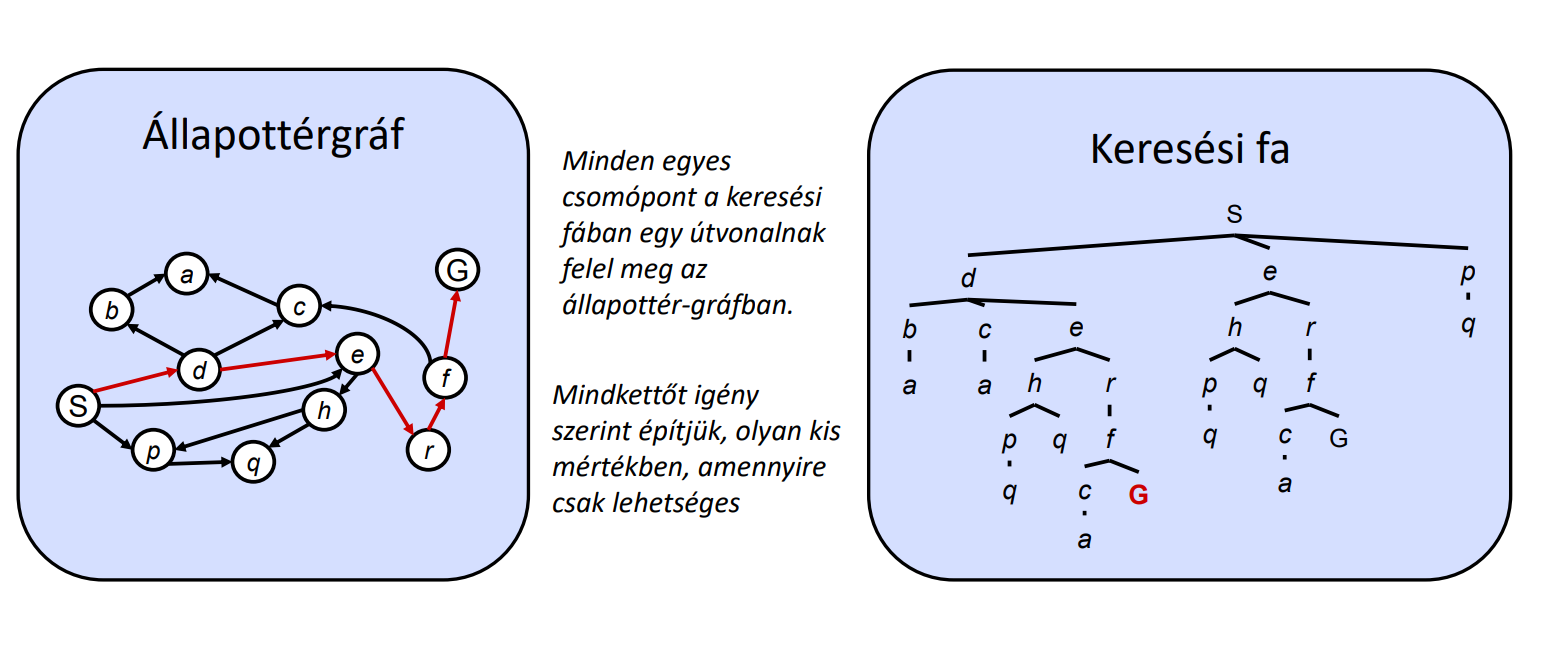 Állapottérgráf
a
G
b
c
d
e
f
S
h
p
q
r
Minden egyes
csomópont a keresési
fában egy útvonalnak
felel meg az
állapottér-gráfban.
Mindkettőt igény
szerint építjük, olyan kis
mértékben, amennyire
csak lehetséges
Keresési fa
S
d e p
b c e h r q
a a h r p q f
p q f q c G
q c G a
a